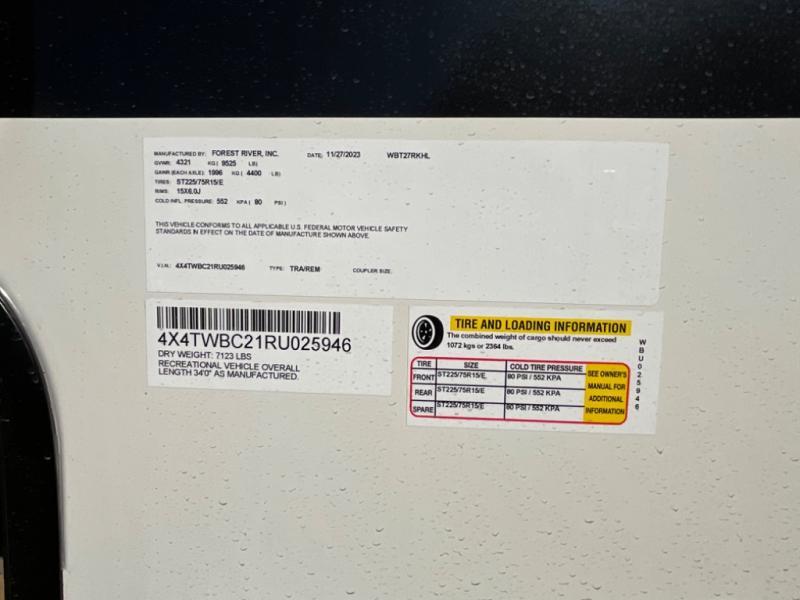 MANUFACTURED BY: FOREST RIVER, INC. DATE: 11/27/2023 WBT27RKHL
GVWR: 4321 KG ( 9525 LB)
GAWR (EACH AXLE): 1996 KG ( 4400 LB)
TIRES: ST225/75R15/E
RIMS: 15X6.0J
COLD INFL. PRESSURE: 552 KPA ( 80 PSI )
THIS VEHICLE CONFORMS TO ALL APPLICABLE U.S. FEDERAL MOTOR VEHICLE SAFETY
STANDARDS IN EFFECT ON THE DATE OF MANUFACTURE SHOWN ABOVE.
V.I.N.: 4X4TWBC21RU025946 TYPE: TRA/REM COUPLER SIZE:
4X4TWBC21RU025946
DRY WEIGHT: 7123 LBS
RECREATIONAL VEHICLE OVERALL
LENGTH 34'0" AS MANUFACTURED.
TIRE AND LOADING INFORMATION
The combined weight of cargo should never exceed
1072 kgs or 2364 lbs.
TIRE SIZE COLD TIRE PRESSURE
FRONT ST225/75R15/E 80 PSI / 552 KPA
REAR ST225/75R15/E 80 PSI / 552 KPA
SPARE ST225/75R15/E 80 PSI / 552 KPA
SEE OWNER'S
MANUAL FOR
ADDITIONAL
INFORMATION
WBU025946